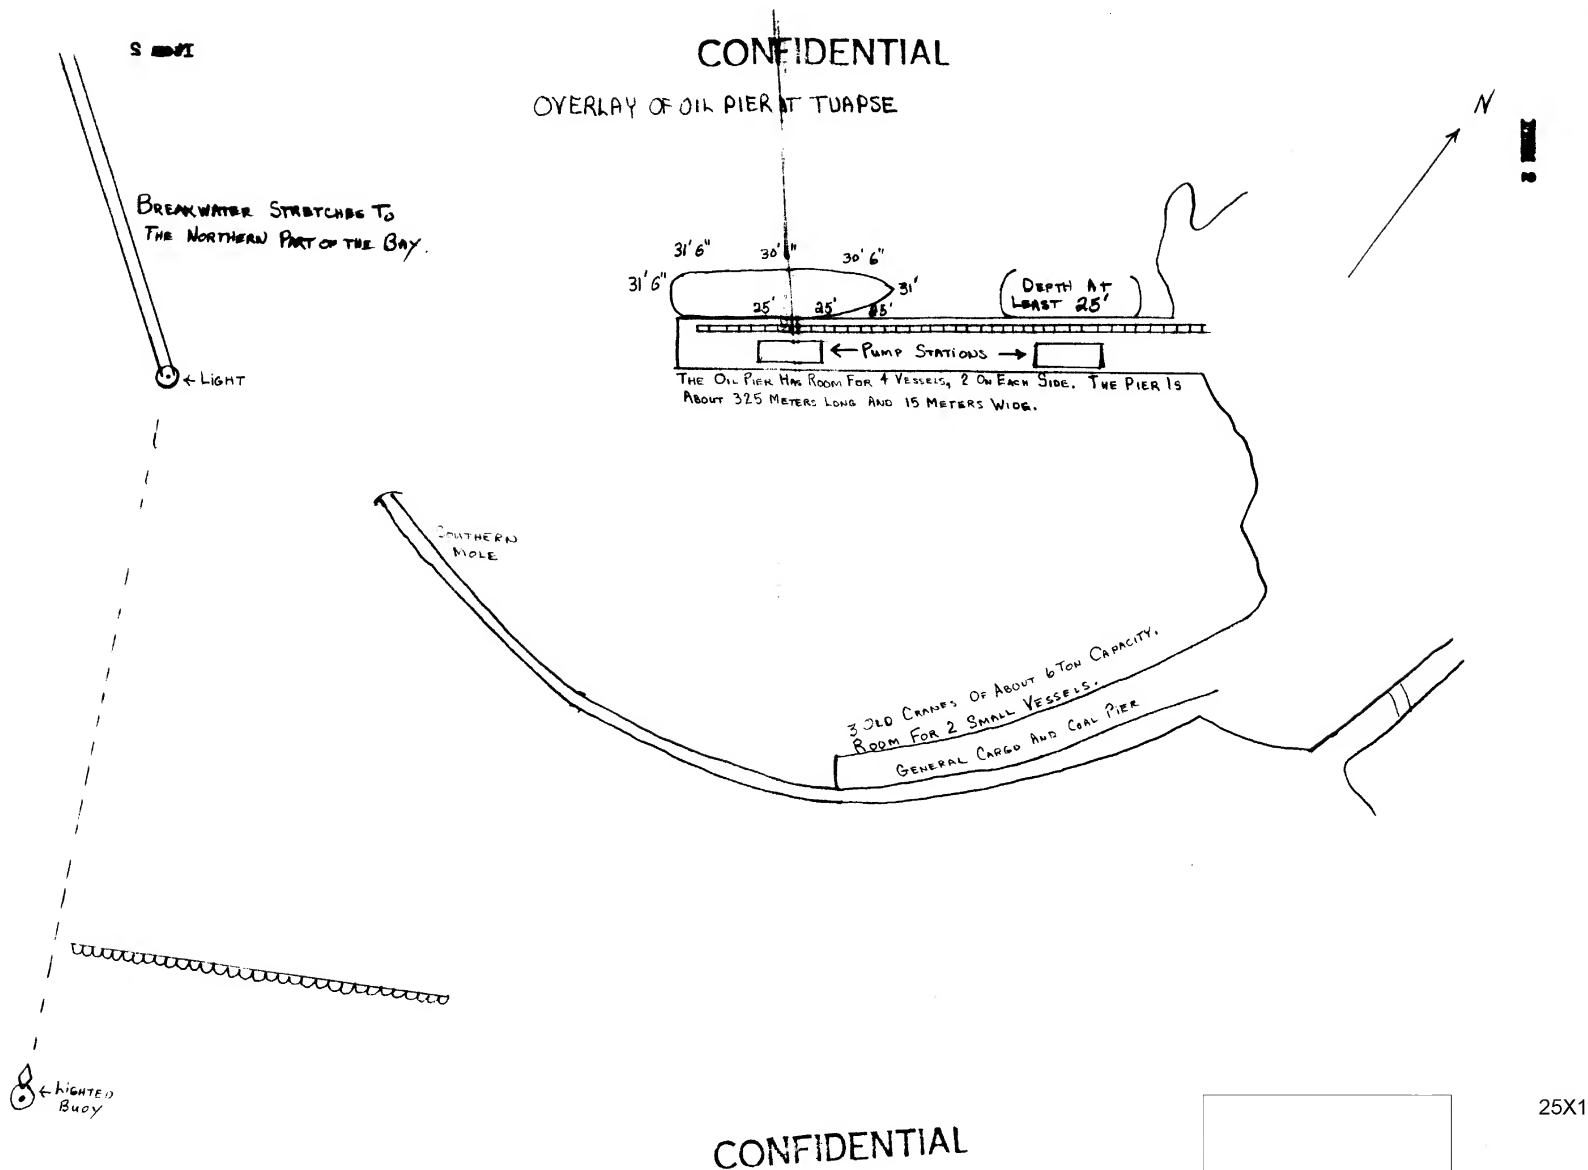 CONFIDENTIAL
OVERLAY OF OIL PIER AT TUAPSE
N
BREAKWATER STRETCHES TO
THE NORTHERN PART OF THE BAY.
31' 6"
30' 6"
31' 6"
31'
25'
25'
25'
DEPTH AT
LEAST 25'
← PUMP STATIONS →
← LIGHT
THE OIL PIER HAS ROOM FOR 4 VESSELS, 2 ON EACH SIDE. THE PIER IS
ABOUT 325 METERS LONG AND 15 METERS WIDE.
SOUTHERN
MOLE
3 OLD CRANES OF ABOUT 6 TON CAPACITY.
ROOM FOR 2 SMALL VESSELS.
GENERAL CARGO AND COAL PIER
← LIGHTED
BUOY
25X1
CONFIDENTIAL